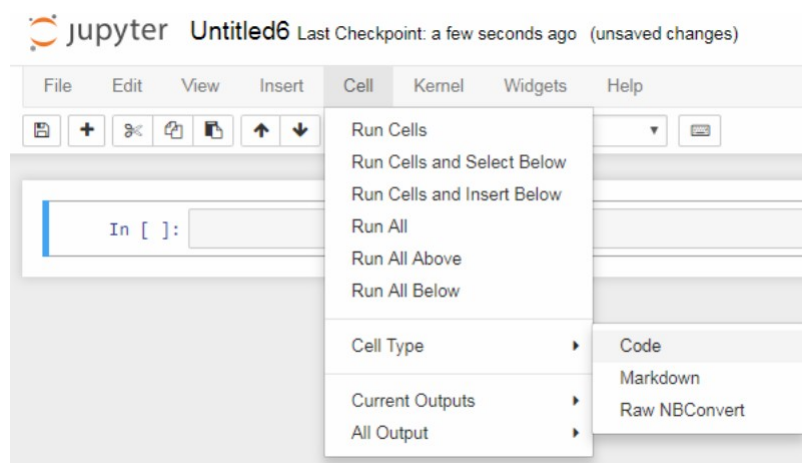 jupyter Untitled6 Last Checkpoint: a few seconds ago (unsaved changes)
File Edit View Insert Cell Kernel Widgets Help
Run Cells
Run Cells and Select Below
Run Cells and Insert Below
In [ ]:
Run All
Run All Above
Run All Below
Cell Type
Code
Markdown
Current Outputs
Raw NBConvert
All Output